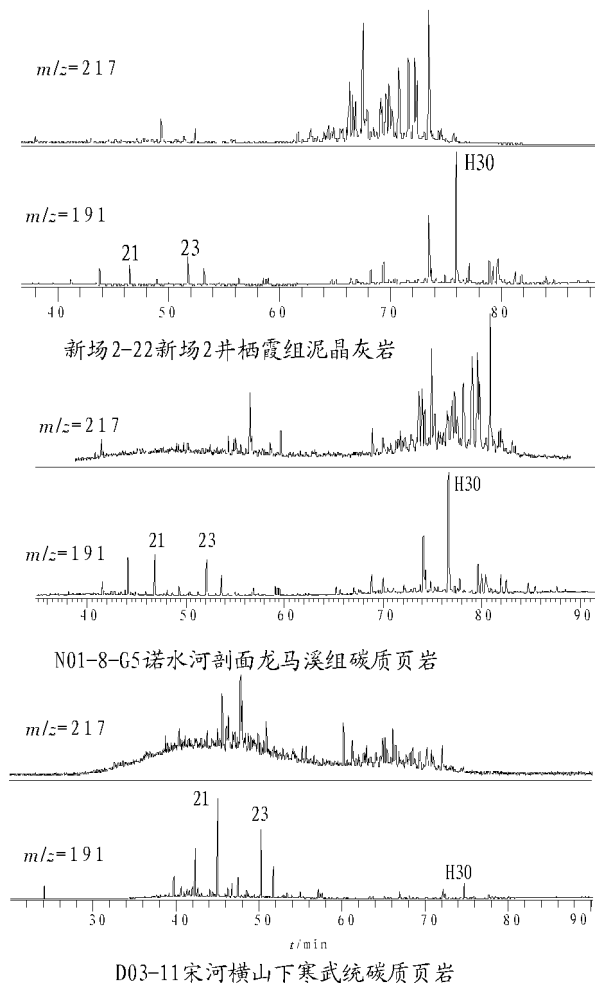 m/z=217
H30
m/z=191
21
23
40 50 60 70 80
新场2-22新场2井栖霞组泥晶灰岩
m/z=217
H30
m/z=191
21 23
40 50 60 70 80 90
N01-8-G5诺水河剖面龙马溪组碳质页岩
m/z=217
21
23
m/z=191
H30
30 40 50 60 70 80 90
t/min
D03-11宋河横山下寒武统碳质页岩